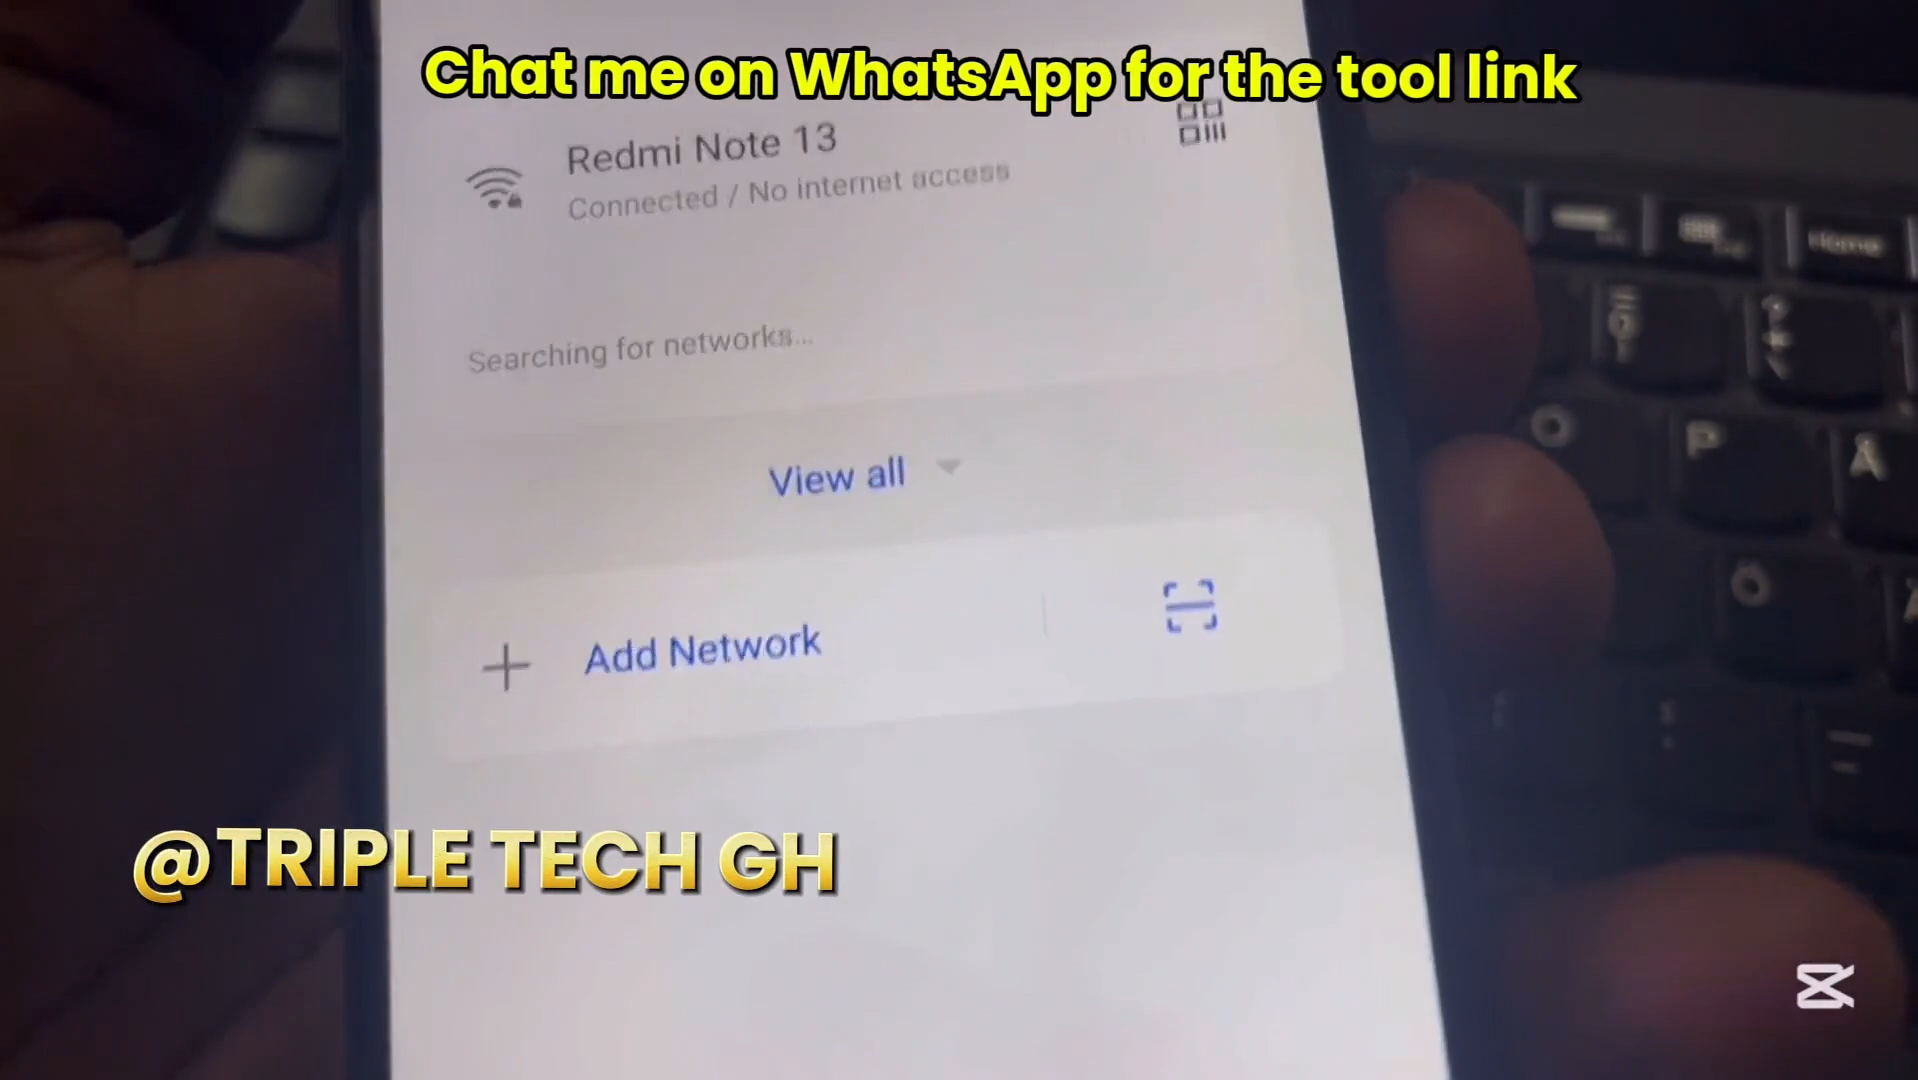 Chat me on WhatsApp for the tool link
Redmi Note 13
Connected / No internet access
Searching for networks...
View all
Add Network
Home
O
P
Å
Ö
@TRIPLE TECH GH